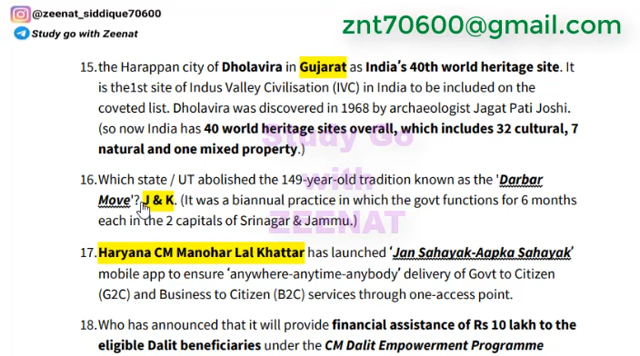 @zeenat_siddique70600
Study go with Zeenat
znt70600@gmail.com
15. the Harappan city of Dholavira in Gujarat as India's 40th world heritage site. It
is the1st site of Indus Valley Civilisation (IVC) in India to be included on the
coveted list. Dholavira was discovered in 1968 by archaeologist Jagat Pati Joshi.
(so now India has 40 world heritage sites overall, which includes 32 cultural, 7
natural and one mixed property.)
16. Which state / UT abolished the 149-year-old tradition known as the 'Darbar
Move'? J & K. (It was a biannual practice in which the govt functions for 6 months
each in the 2 capitals of Srinagar & Jammu.)
17. Haryana CM Manohar Lal Khattar has launched 'Jan Sahayak-Aapka Sahayak'
mobile app to ensure 'anywhere-anytime-anybody' delivery of Govt to Citizen
(G2C) and Business to Citizen (B2C) services through one-access point.
18. Who has announced that it will provide financial assistance of Rs 10 lakh to the
eligible Dalit beneficiaries under the CM Dalit Empowerment Programme
Study Go
with
ZEENAT